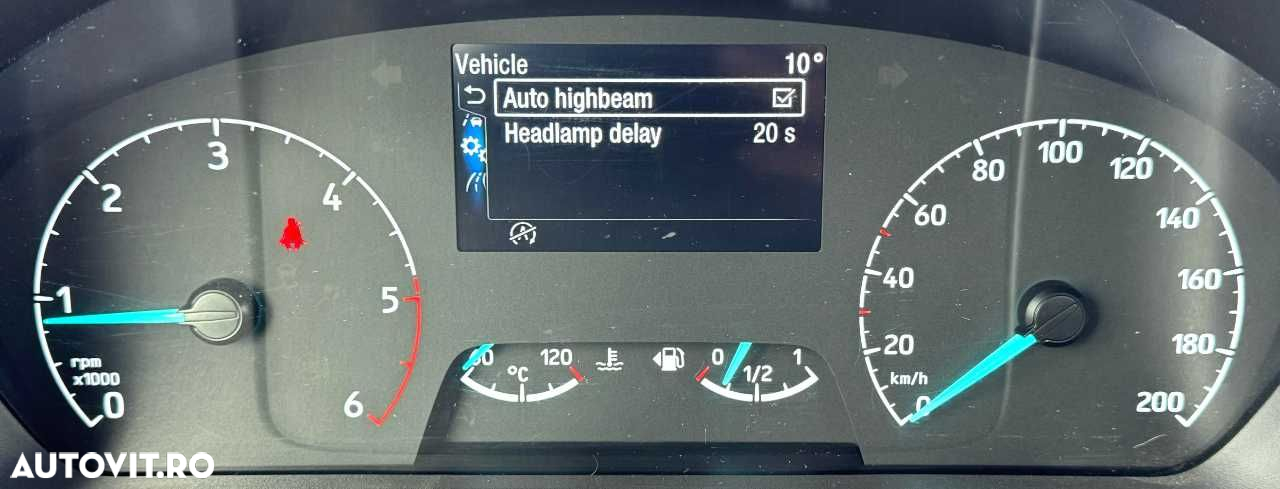 Vehicle 10°
Auto highbeam
Headlamp delay 20 s
0 1 2 3 4 5 6
rpm
x1000
60 120
°C
0 1/2 1
0 20 40 60 80 100 120 140 160 180 200
km/h
A
AUTOVIT.RO